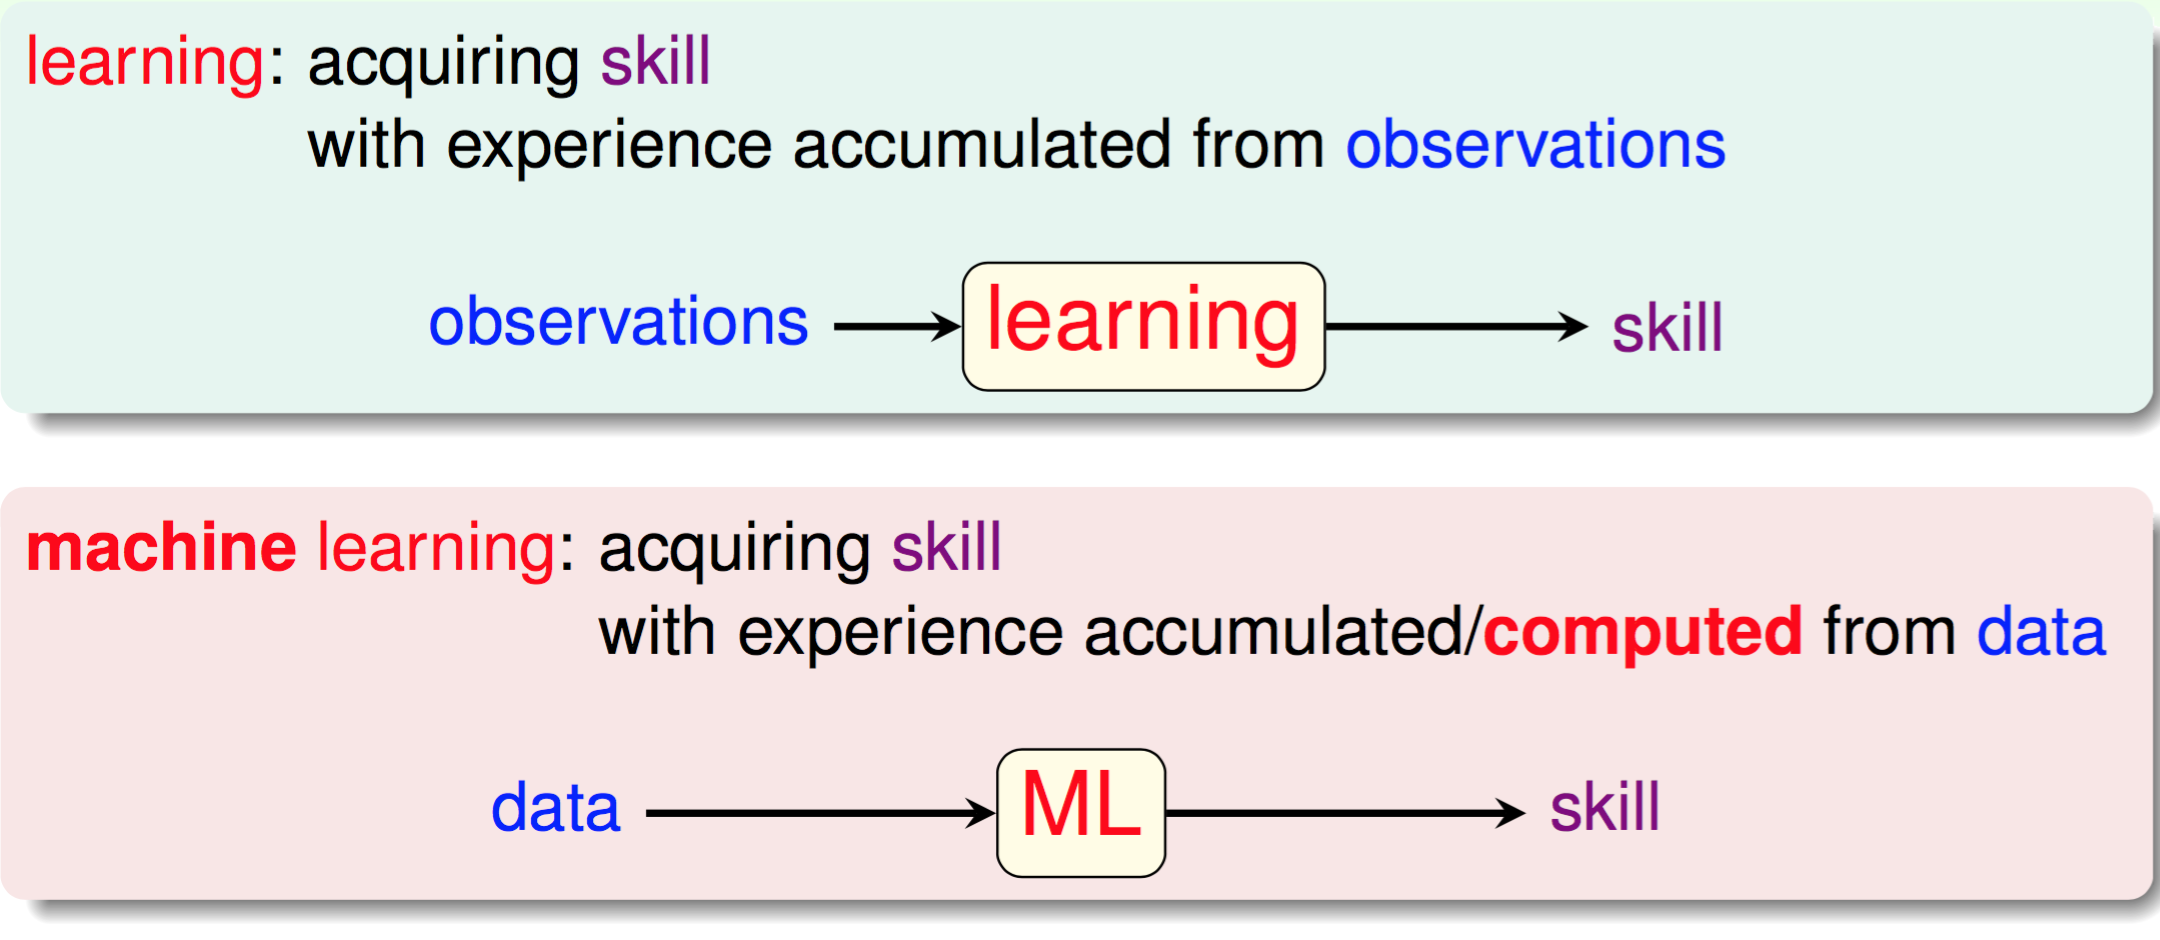 learning: acquiring skill
with experience accumulated from observations
observations learning skill
machine learning: acquiring skill
with experience accumulated/computed from data
data ML skill